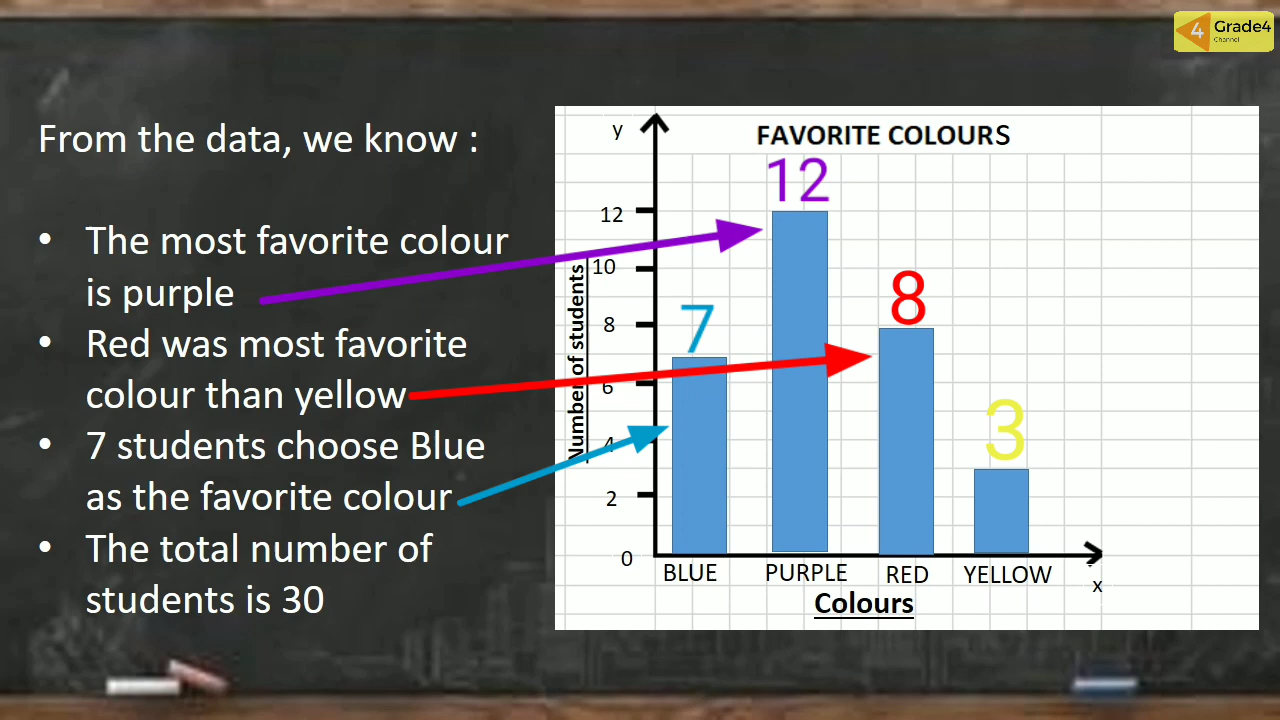 4 Grade4
Channel
From the data, we know :
• The most favorite colour
is purple
• Red was most favorite
colour than yellow
• 7 students choose Blue
as the favorite colour
• The total number of
students is 30
y
FAVORITE COLOURS
12
12
10
8
8
7
6
4
3
2
0
Number of students
BLUE PURPLE RED YELLOW
x
Colours